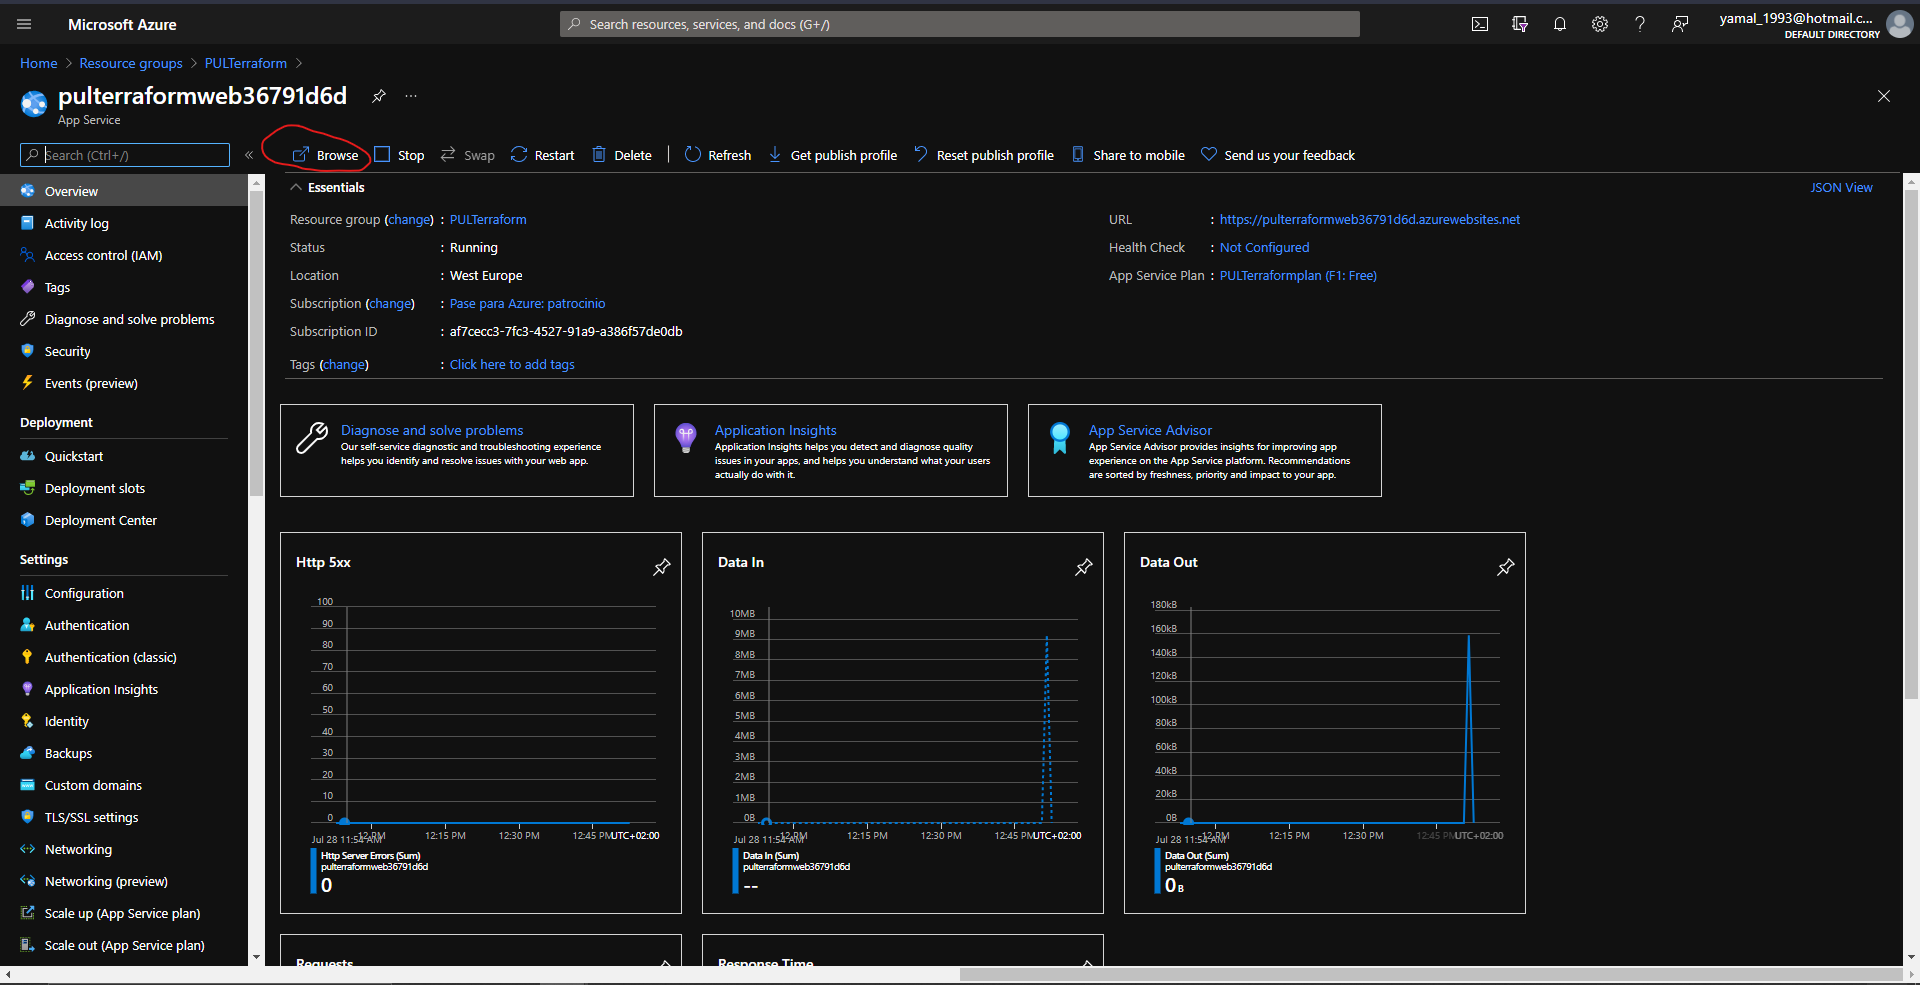 Microsoft Azure
Search resources, services, and docs (G+/)
yamal_1993@hotmail.c...
DEFAULT DIRECTORY
Home > Resource groups > PULTerraform >
pulterraformweb36791d6d
App Service
Search (Ctrl+/)
«
Browse
Stop
Swap
Restart
Delete
Refresh
Get publish profile
Reset publish profile
Share to mobile
Send us your feedback
Overview
Activity log
Access control (IAM)
Tags
Diagnose and solve problems
Security
Events (preview)
Deployment
Quickstart
Deployment slots
Deployment Center
Settings
Configuration
Authentication
Authentication (classic)
Application Insights
Identity
Backups
Custom domains
TLS/SSL settings
Networking
Networking (preview)
Scale up (App Service plan)
Scale out (App Service plan)
Essentials
JSON View
Resource group (change) : PULTerraform
Status : Running
Location : West Europe
Subscription (change) : Pase para Azure: patrocinio
Subscription ID : af7cecc3-7fc3-4527-91a9-a386f57de0db
Tags (change) : Click here to add tags
URL : https://pulterraformweb36791d6d.azurewebsites.net
Health Check : Not Configured
App Service Plan : PULTerraformplan (F1: Free)
Diagnose and solve problems
Our self-service diagnostic and troubleshooting experience
helps you identify and resolve issues with your web app.
Application Insights
Application Insights helps you detect and diagnose quality
issues in your apps, and helps you understand what your users
actually do with it.
App Service Advisor
App Service Advisor provides insights for improving app
experience on the App Service platform. Recommendations
are sorted by freshness, priority and impact to your app.
Http 5xx
100
90
80
70
60
50
40
30
20
10
0
Jul 28 11:54 AM
12 PM
12:15 PM
12:30 PM
12:45 PM
UTC+02:00
Http Server Errors (Sum)
pulterraformweb36791d6d
0
Data In
10MB
9MB
8MB
7MB
6MB
5MB
4MB
3MB
2MB
1MB
0B
Jul 28 11:54 AM
12 PM
12:15 PM
12:30 PM
12:45 PM
UTC+02:00
Data In (Sum)
pulterraformweb36791d6d
--
Data Out
180kB
160kB
140kB
120kB
100kB
80kB
60kB
40kB
20kB
0B
Jul 28 11:54 AM
12 PM
12:15 PM
12:30 PM
12:45 PM
UTC+02:00
Data Out (Sum)
pulterraformweb36791d6d
0 B
Requests
Response Time